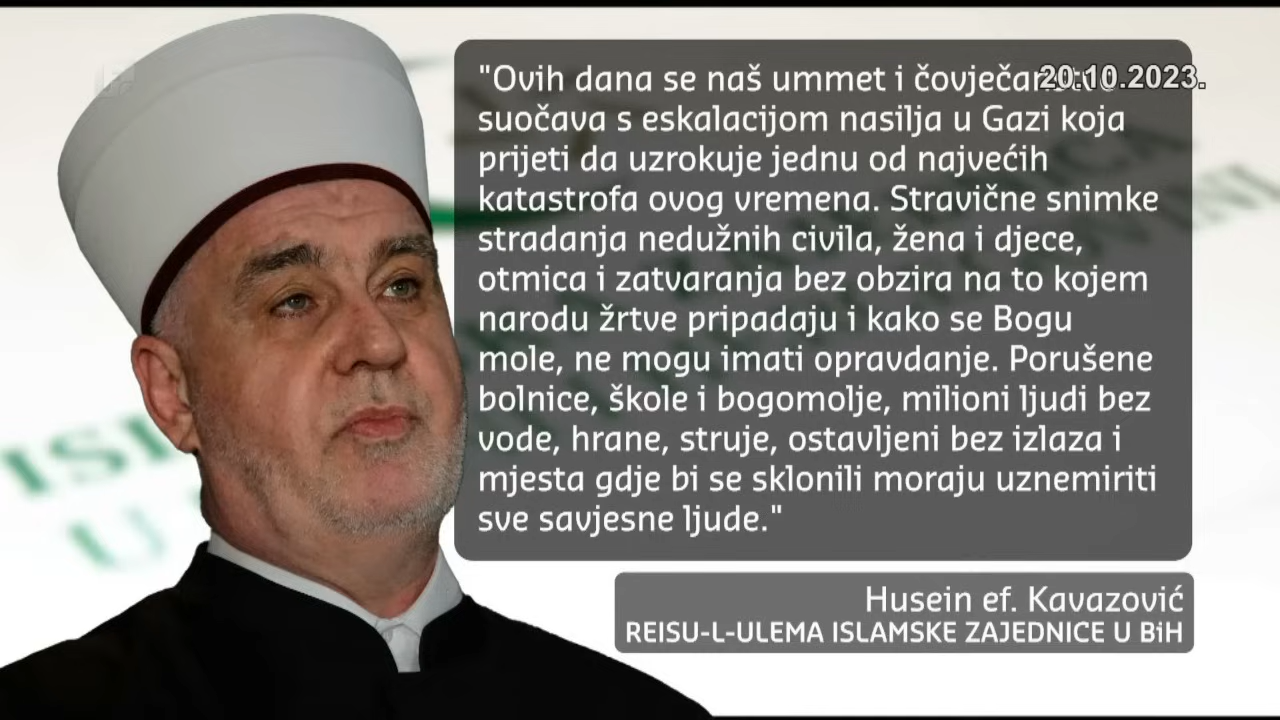 "Ovih dana se naš ummet i
20.10.2023.
suočava s eskalacijom nasilja u Gazi koja
prijeti da uzrokuje jednu od najvećih
katastrofa ovog vremena. Stravične snimke
stradanja nedužnih civila, žena i djece,
otmica i zatvaranja bez obzira na to kojem
narodu žrtve pripadaju i kako se Bogu
mole, ne mogu imati opravdanje. Porušene
bolnice, škole i bogomolje, milioni ljudi bez
vode, hrane, struje, ostavljeni bez izlaza i
mjesta gdje bi se sklonili moraju uznemiriti
sve savjesne ljude."
Husein ef. Kavazović
REISU-L-ULEMA ISLAMSKE ZAJEDNICE U BiH